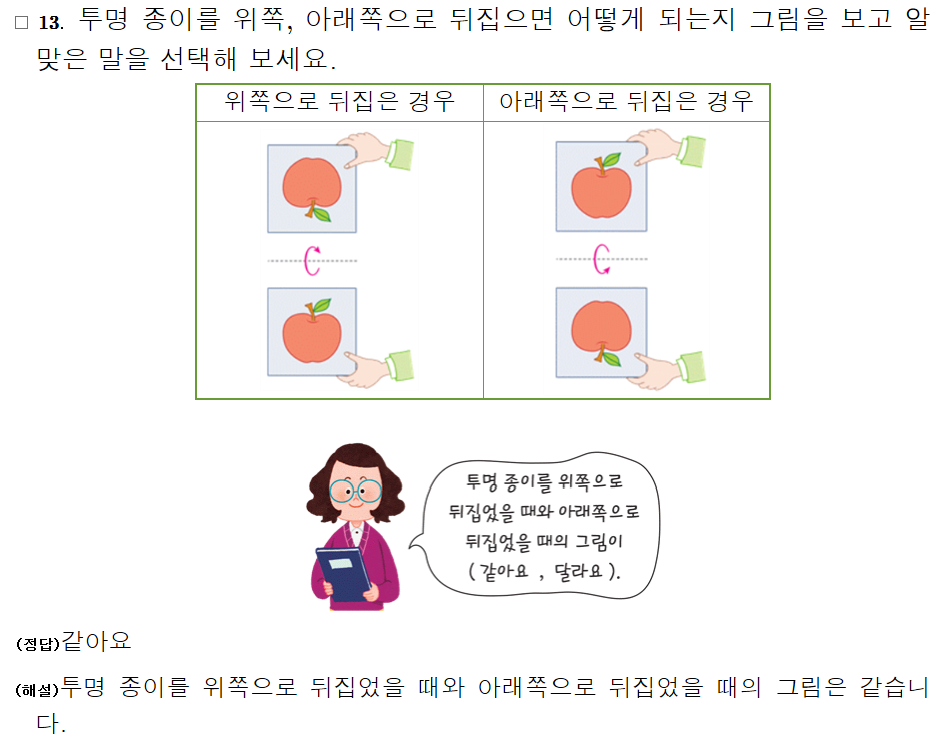 □ 13. 투명 종이를 위쪽, 아래쪽으로 뒤집으면 어떻게 되는지 그림을 보고 알
맞은 말을 선택해 보세요.
위쪽으로 뒤집은 경우
아래쪽으로 뒤집은 경우
투명 종이를 위쪽으로
뒤집었을 때와 아래쪽으로
뒤집었을 때의 그림이
( 같아요 , 달라요 ).
(정답)같아요
(해설)투명 종이를 위쪽으로 뒤집었을 때와 아래쪽으로 뒤집었을 때의 그림은 같습니
다.